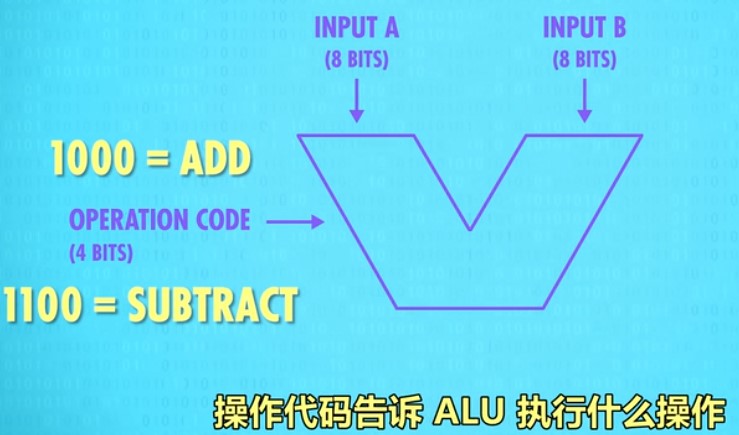 INPUT A
(8 BITS)
INPUT B
(8 BITS)
1000 = ADD
OPERATION CODE
(4 BITS)
1100 = SUBTRACT
操作代码告诉 ALU 执行什么操作